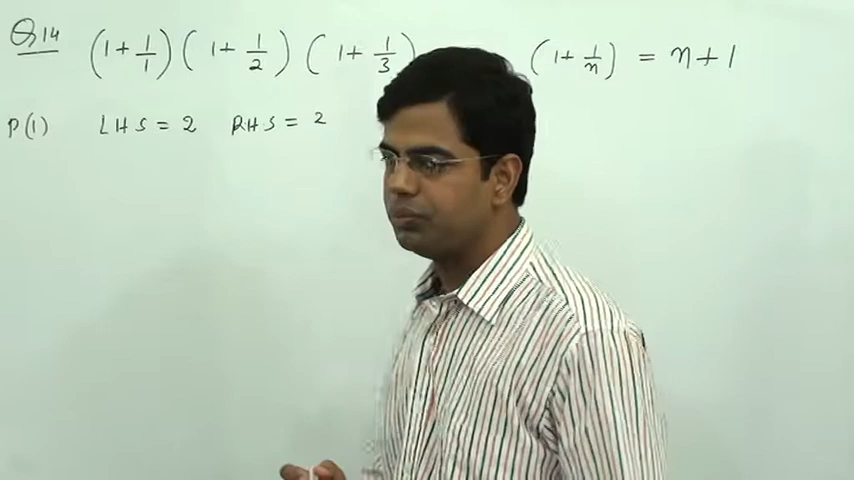 Q14 (1+1/1)(1+1/2)(1+1/3) (1+1/n) = n+1
P(1) LHS = 2 RHS = 2